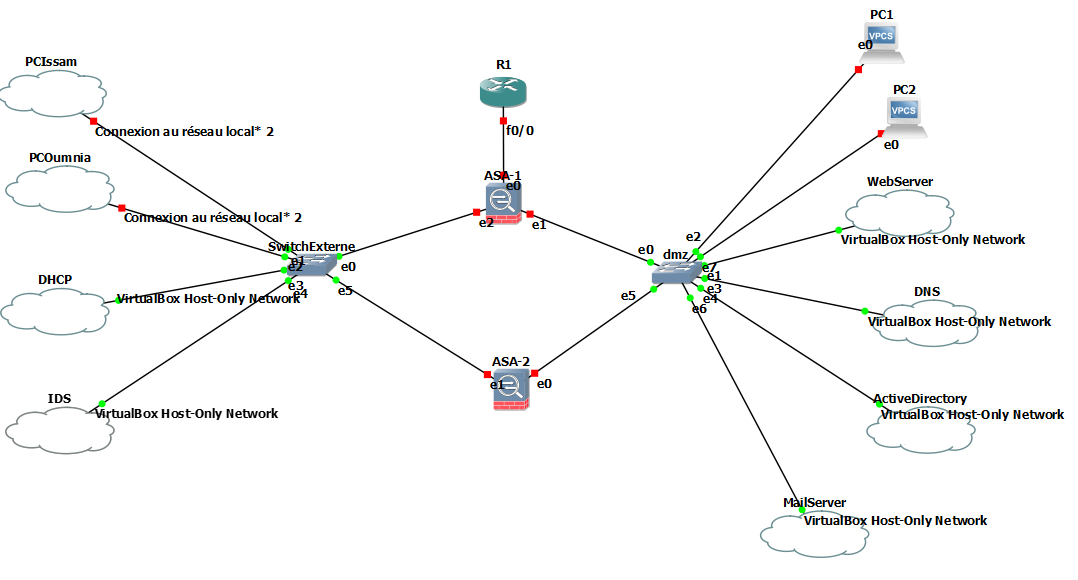 PC1
VPCS
e0
PCIssam
Connexion au réseau local* 2
R1
f0/0
PC2
VPCS
e0
PCOumnia
Connexion au réseau local* 2
ASA-1
e0
e2
e1
WebServer
VirtualBox Host-Only Network
SwitchExterne
e1
e2
e0
e3
e4
e5
dmz
e2
e0
e7
e1
e3
e4
e5
e6
DHCP
VirtualBox Host-Only Network
DNS
VirtualBox Host-Only Network
ASA-2
e1
e0
IDS
VirtualBox Host-Only Network
ActiveDirectory
VirtualBox Host-Only Network
MailServer
VirtualBox Host-Only Network